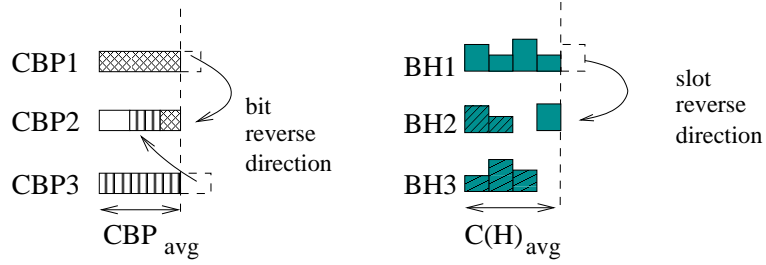 CBP1
CBP2
CBP3
bit
reverse
direction
CBP avg
BH1
BH2
BH3
slot
reverse
direction
C(H) avg